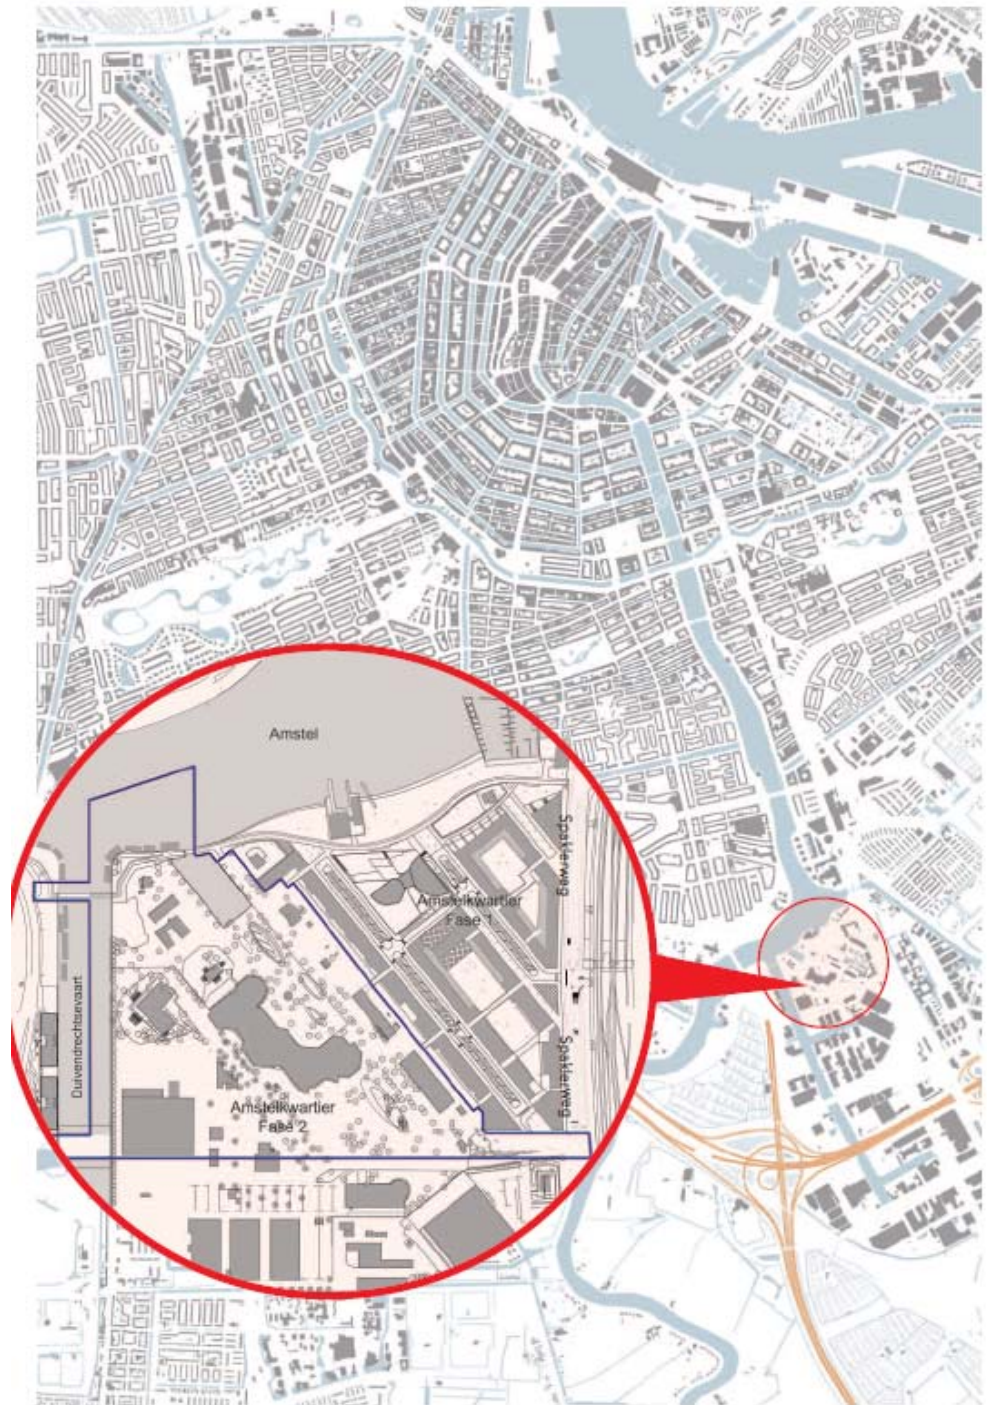 Amstel
Spaklerweg
Amstelkwartier
Fase 1
Duivendrechtsevaart
Spaklerweg
Amstelkwartier
Fase 2